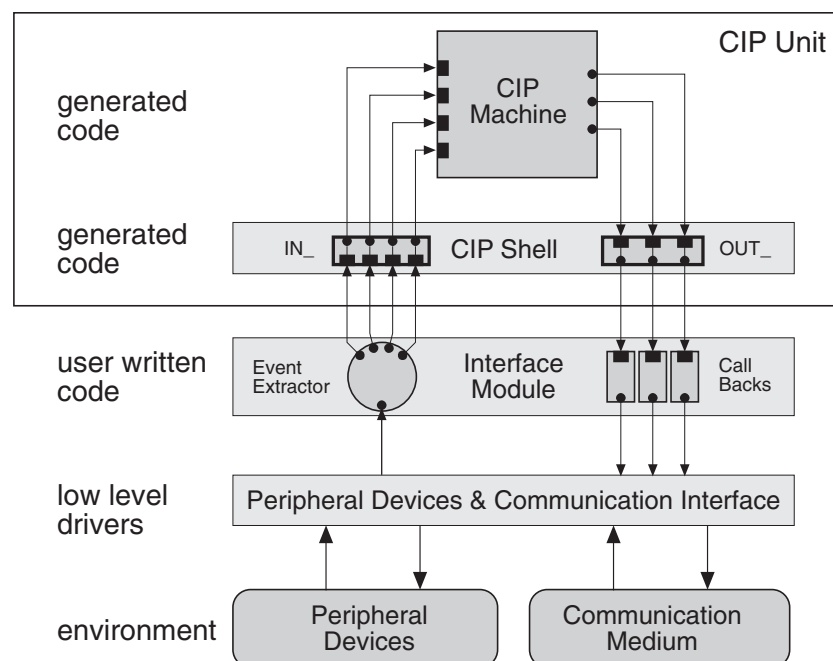 CIP Unit
generated
code
CIP
Machine
generated
code
IN_
CIP Shell
OUT_
user written
code
Event
Extractor
Interface
Module
Call
Backs
low level
drivers
Peripheral Devices & Communication Interface
environment
Peripheral
Devices
Communication
Medium